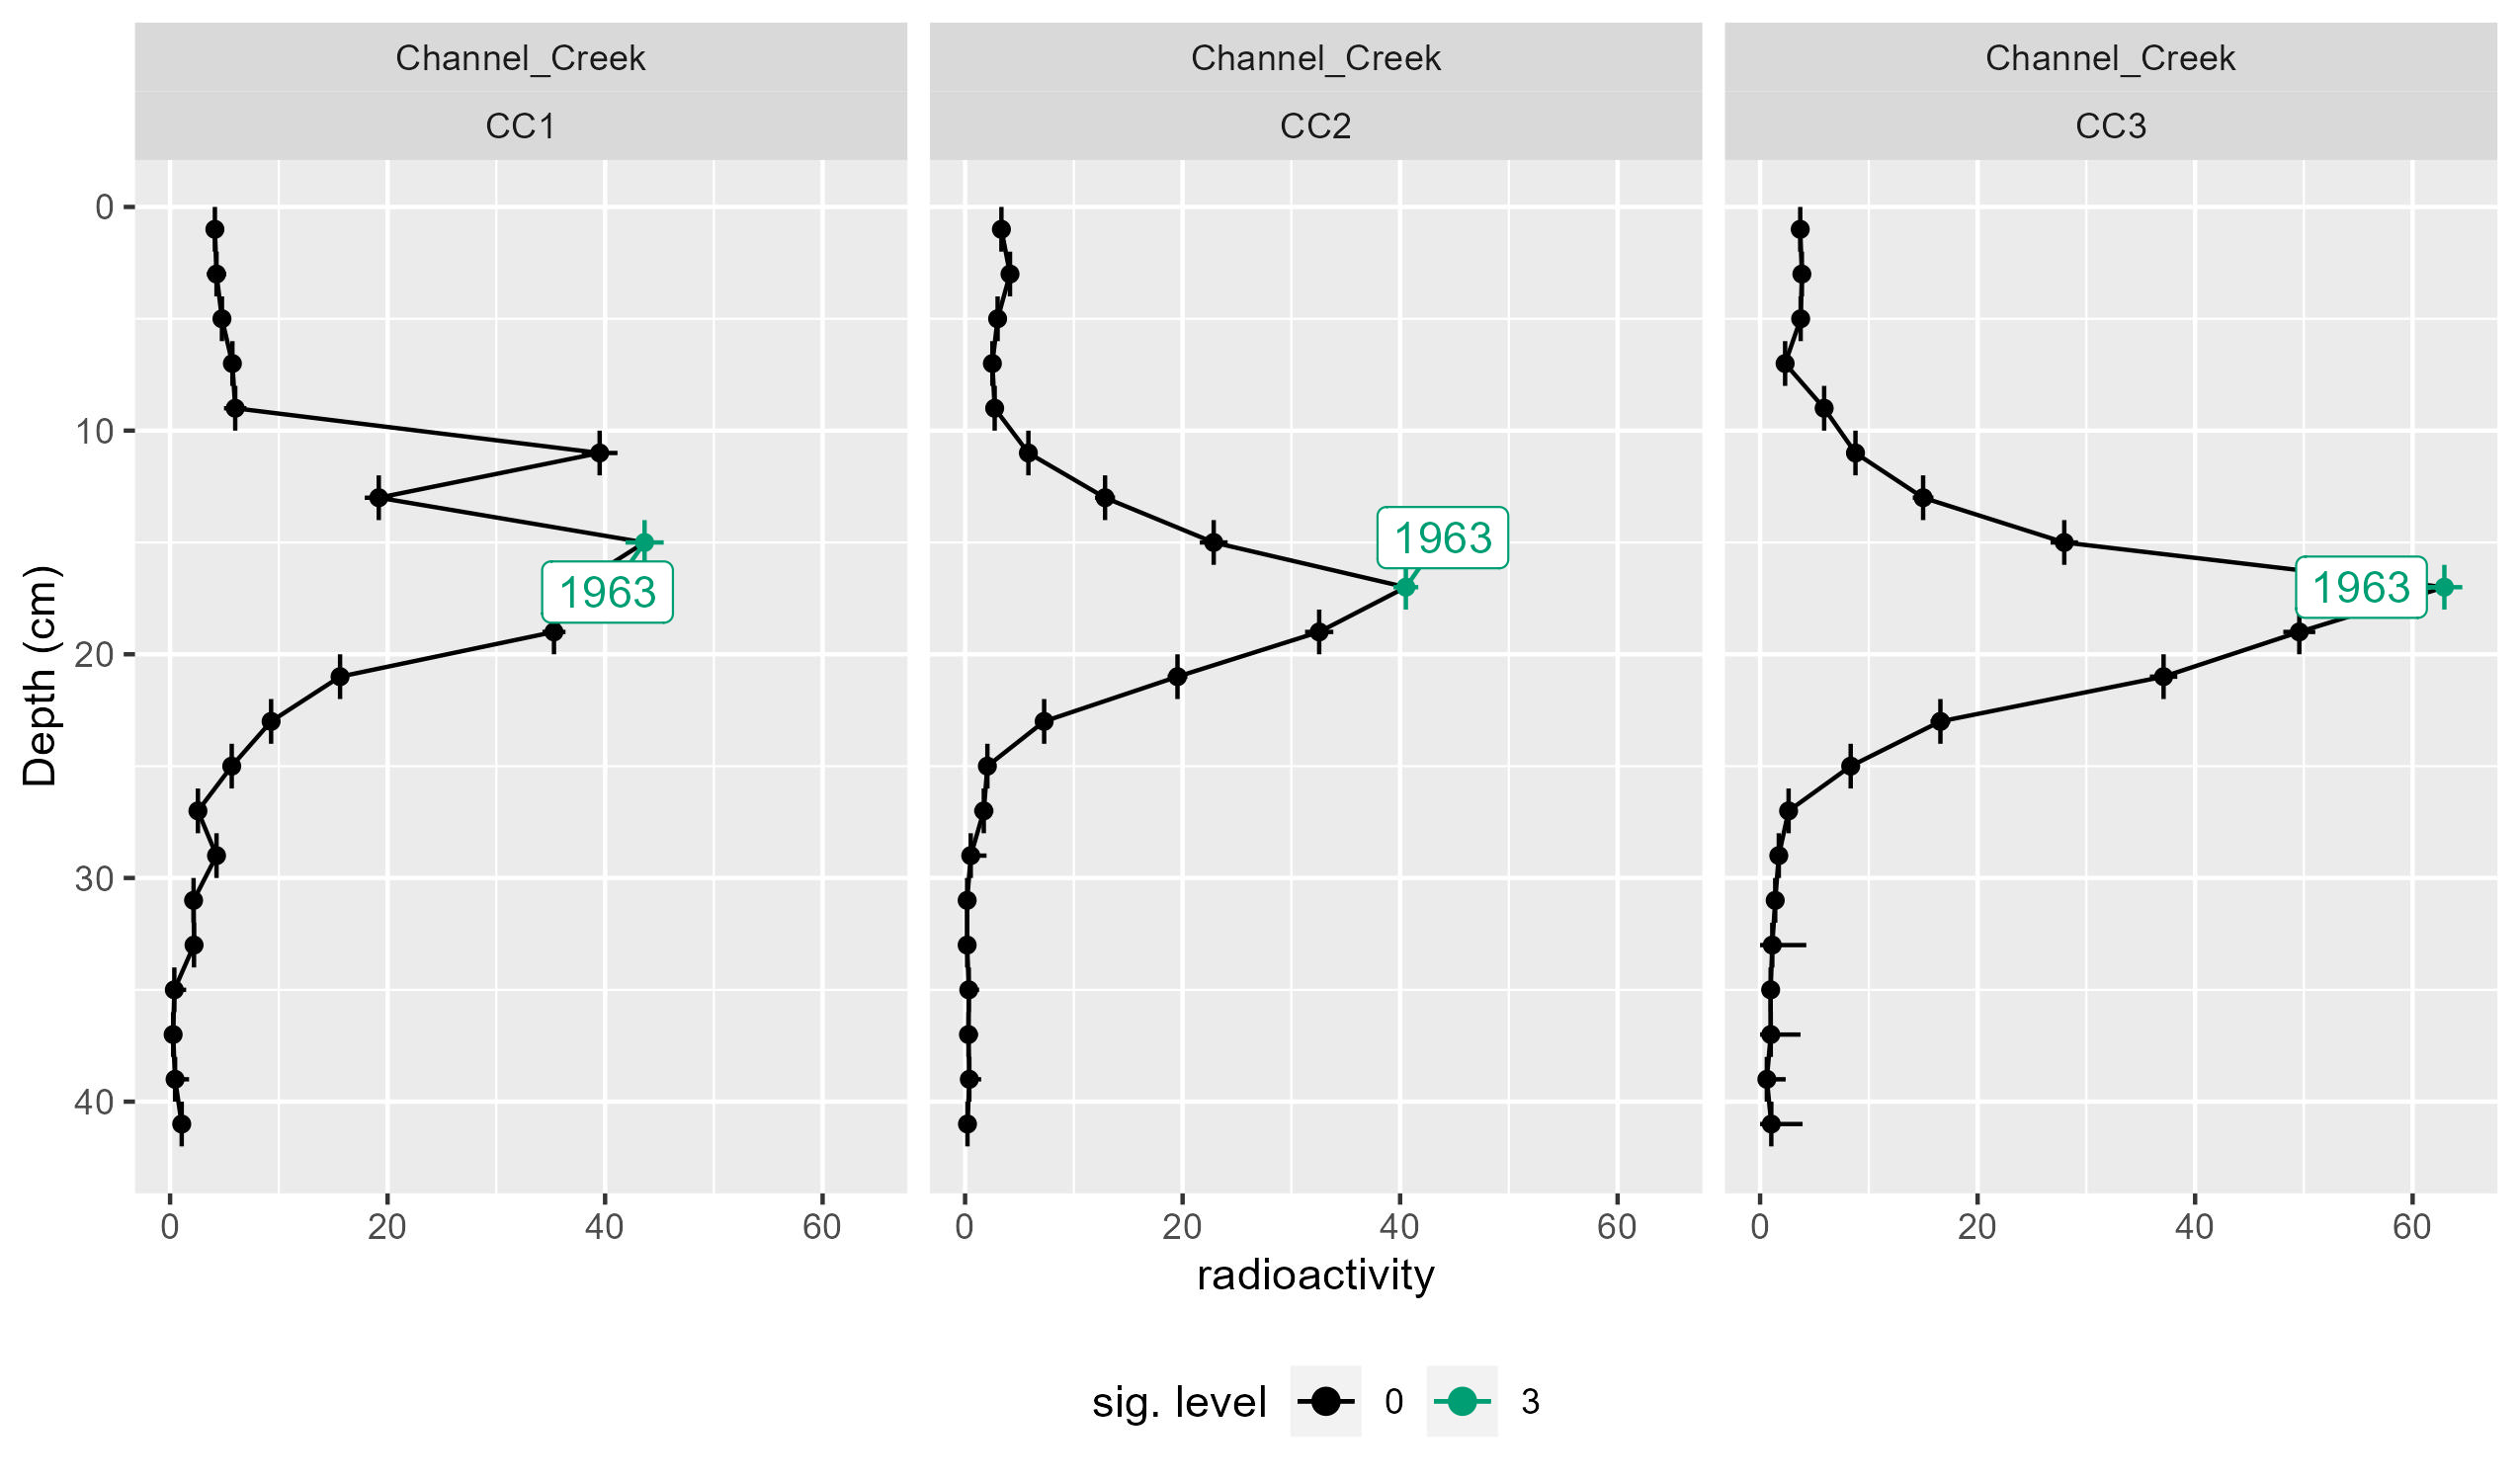 Channel_Creek Channel_Creek Channel_Creek
CC1 CC2 CC3
0
10
1963
1963
1963
20
30
40
Depth (cm)
0 20 40 60 0 20 40 60 0 20 40 60
radioactivity
sig. level 0 3